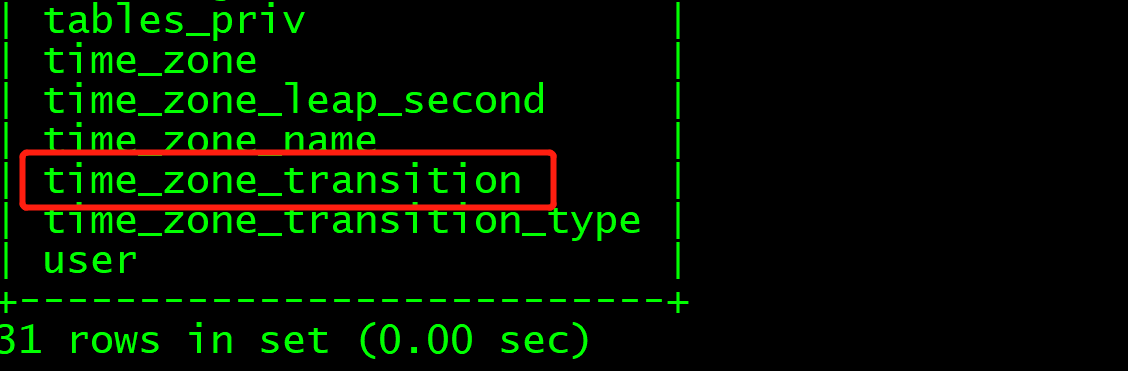 | tables_priv |
| time_zone |
| time_zone_leap_second |
| time_zone_name |
| time_zone_transition |
| time_zone_transition_type |
| user |
+---------------------------+
31 rows in set (0.00 sec)